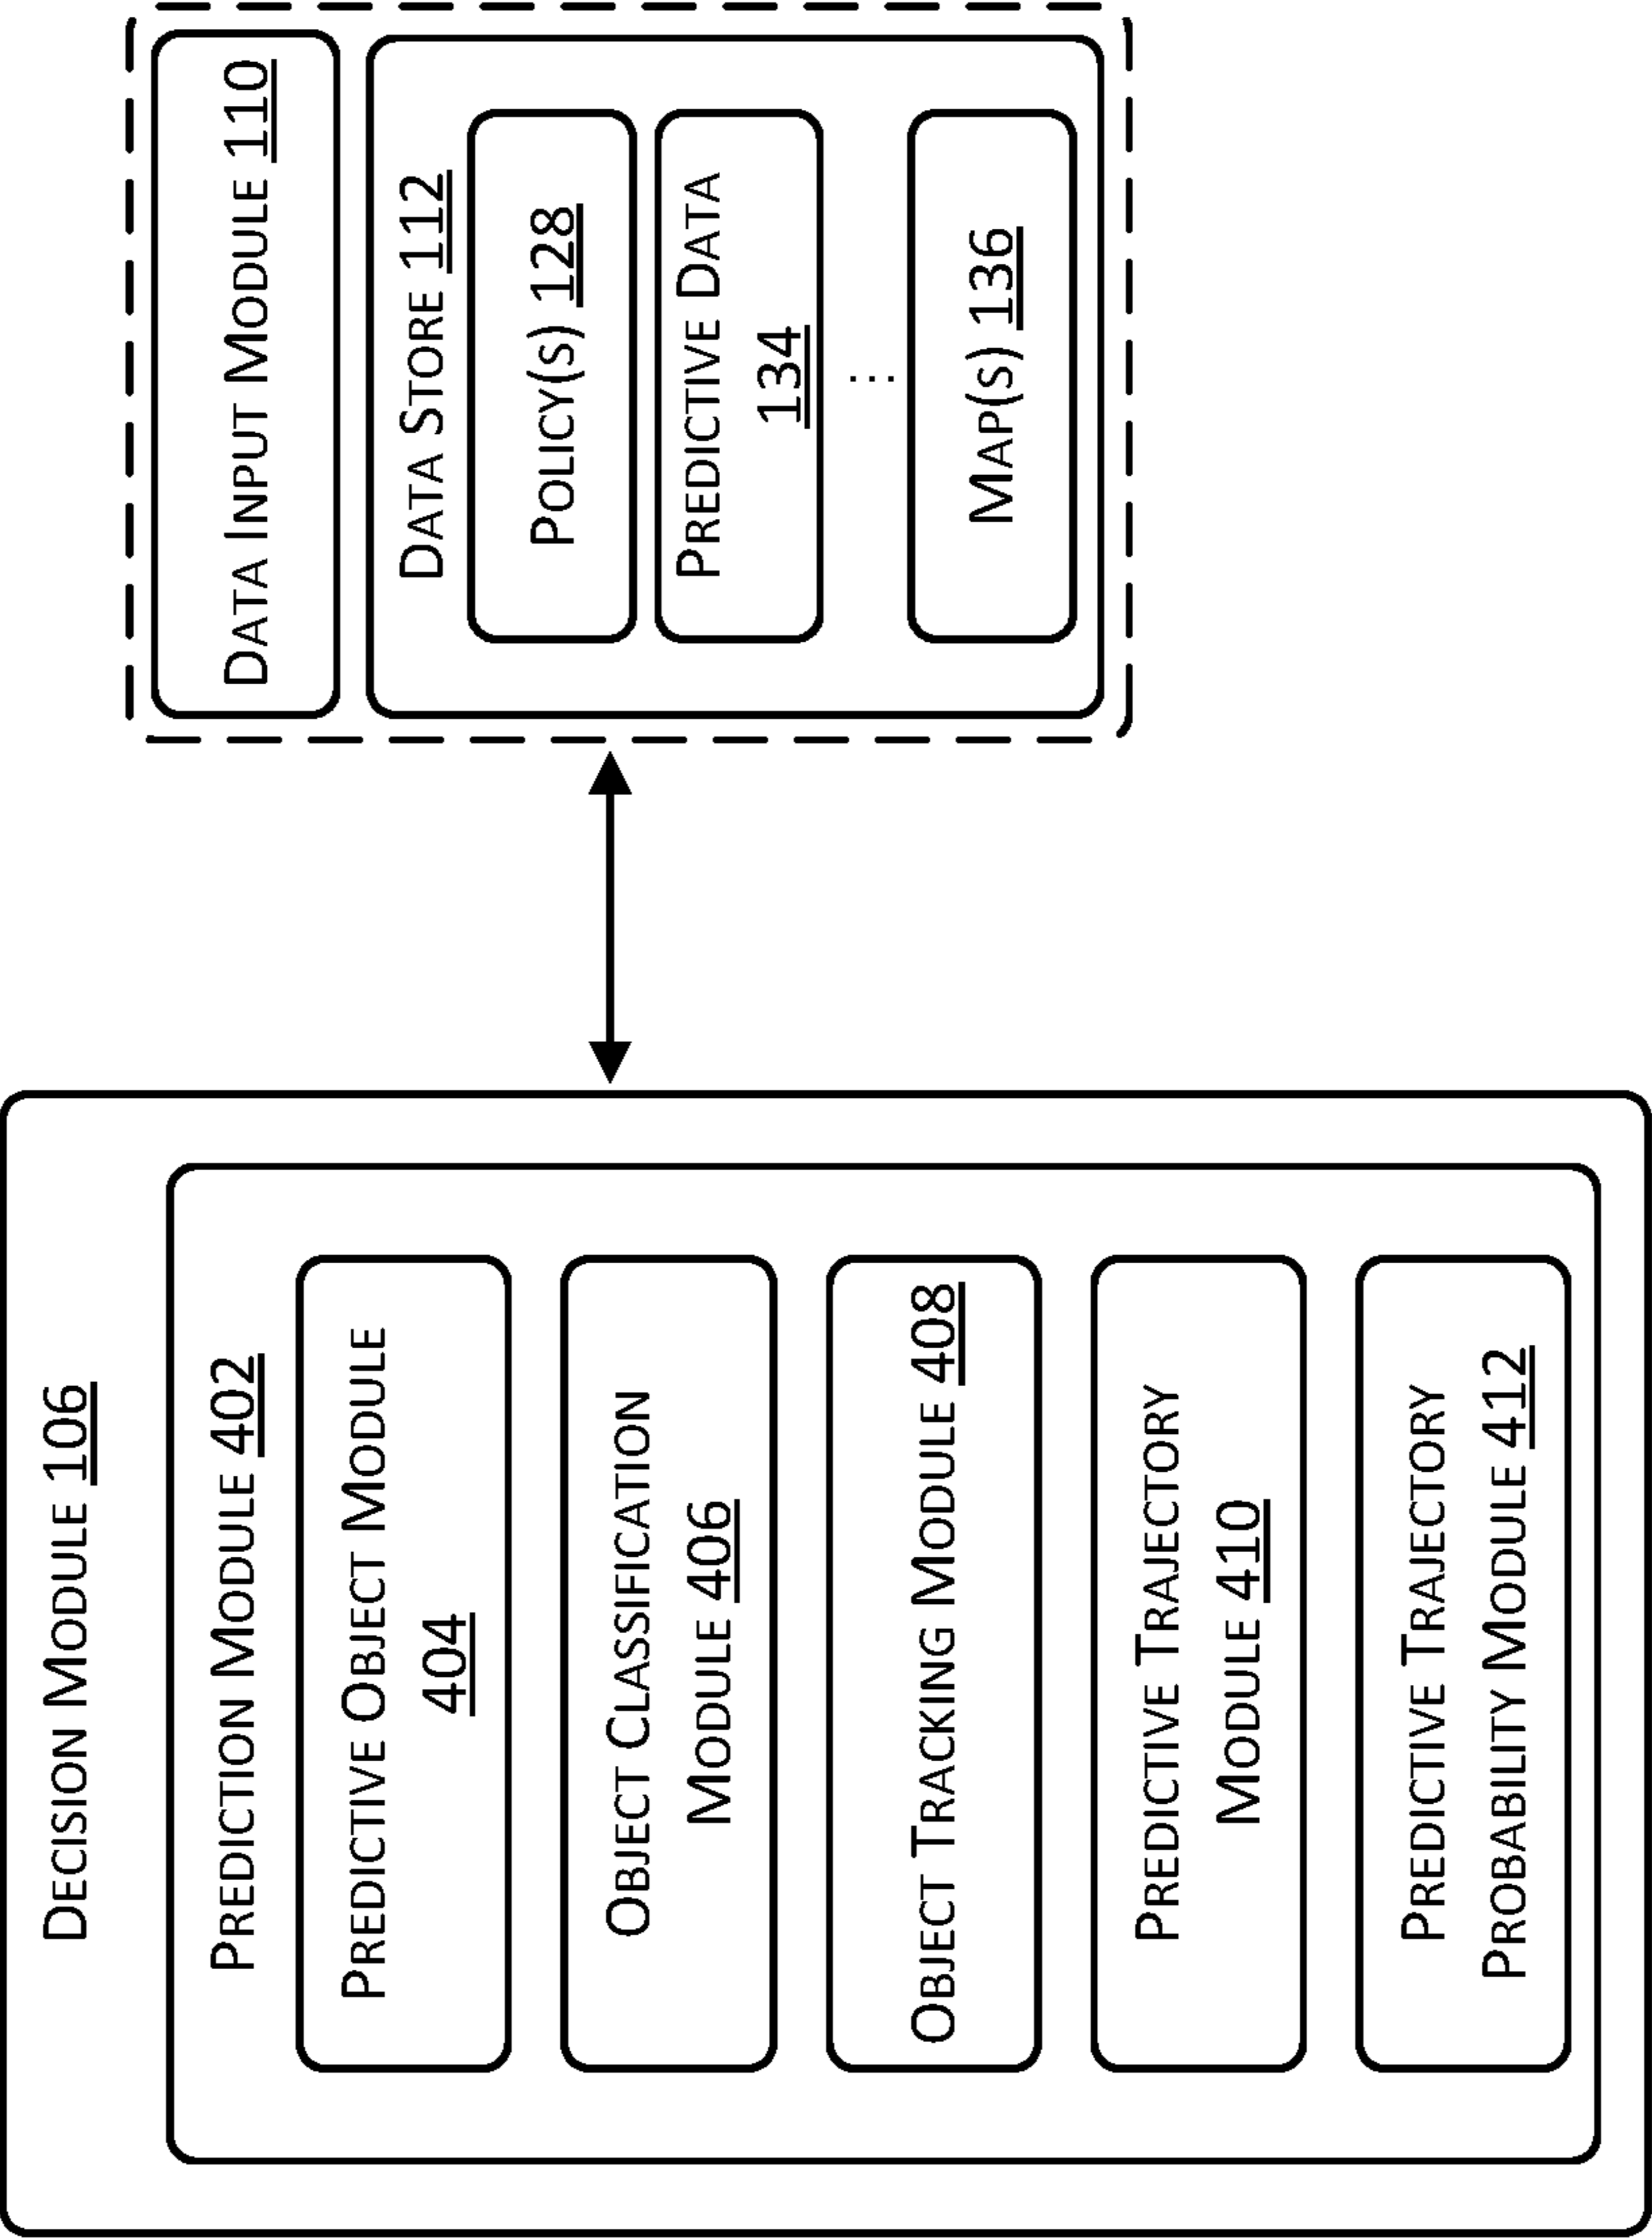 Decision Module 106
Prediction Module 402
Predictive Object Module
404
Object Classification
Module 406
Object Tracking Module 408
Predictive Trajectory
Module 410
Predictive Trajectory
Probability Module 412
Data Input Module 110
Data Store 112
Policy(s) 128
Predictive Data
134
...
Map(s) 136